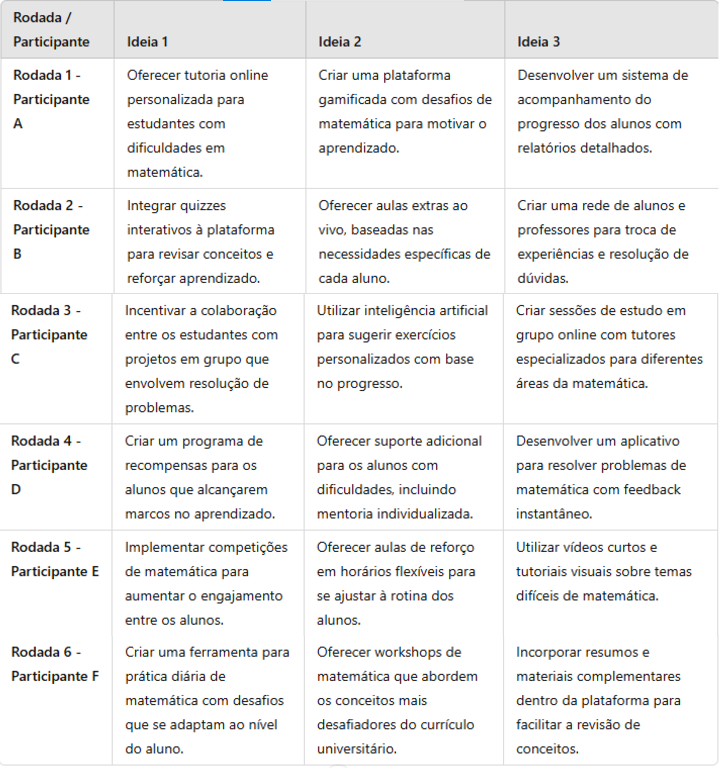 Rodada /
Participante
Ideia 1
Ideia 2
Ideia 3
Rodada 1 -
Participante
A
Oferecer tutoria online
personalizada para
estudantes com
dificuldades em
matemática.
Criar uma plataforma
gamificada com desafios de
matemática para motivar o
aprendizado.
Desenvolver um sistema de
acompanhamento do
progresso dos alunos com
relatórios detalhados.
Rodada 2 -
Participante
B
Integrar quizzes
interativos à plataforma
para revisar conceitos e
reforçar aprendizado.
Oferecer aulas extras ao
vivo, baseadas nas
necessidades específicas de
cada aluno.
Criar uma rede de alunos e
professores para troca de
experiências e resolução de
dúvidas.
Rodada 3 -
Participante
C
Incentivar a colaboração
entre os estudantes com
projetos em grupo que
envolvem resolução de
problemas.
Utilizar inteligência artificial
para sugerir exercícios
personalizados com base
no progresso.
Criar sessões de estudo em
grupo online com tutores
especializados para diferentes
áreas da matemática.
Rodada 4 -
Participante
D
Criar um programa de
recompensas para os
alunos que alcançarem
marcos no aprendizado.
Oferecer suporte adicional
para os alunos com
dificuldades, incluindo
mentoria individualizada.
Desenvolver um aplicativo
para resolver problemas de
matemática com feedback
instantâneo.
Rodada 5 -
Participante E
Implementar competições
de matemática para
aumentar o engajamento
entre os alunos.
Oferecer aulas de reforço
em horários flexíveis para
se ajustar à rotina dos
alunos.
Utilizar vídeos curtos e
tutoriais visuais sobre temas
difíceis de matemática.
Rodada 6 -
Participante F
Criar uma ferramenta para
prática diária de
matemática com desafios
que se adaptam ao nível
do aluno.
Oferecer workshops de
matemática que abordem
os conceitos mais
desafiadores do currículo
universitário.
Incorporar resumos e
materiais complementares
dentro da plataforma para
facilitar a revisão de
conceitos.